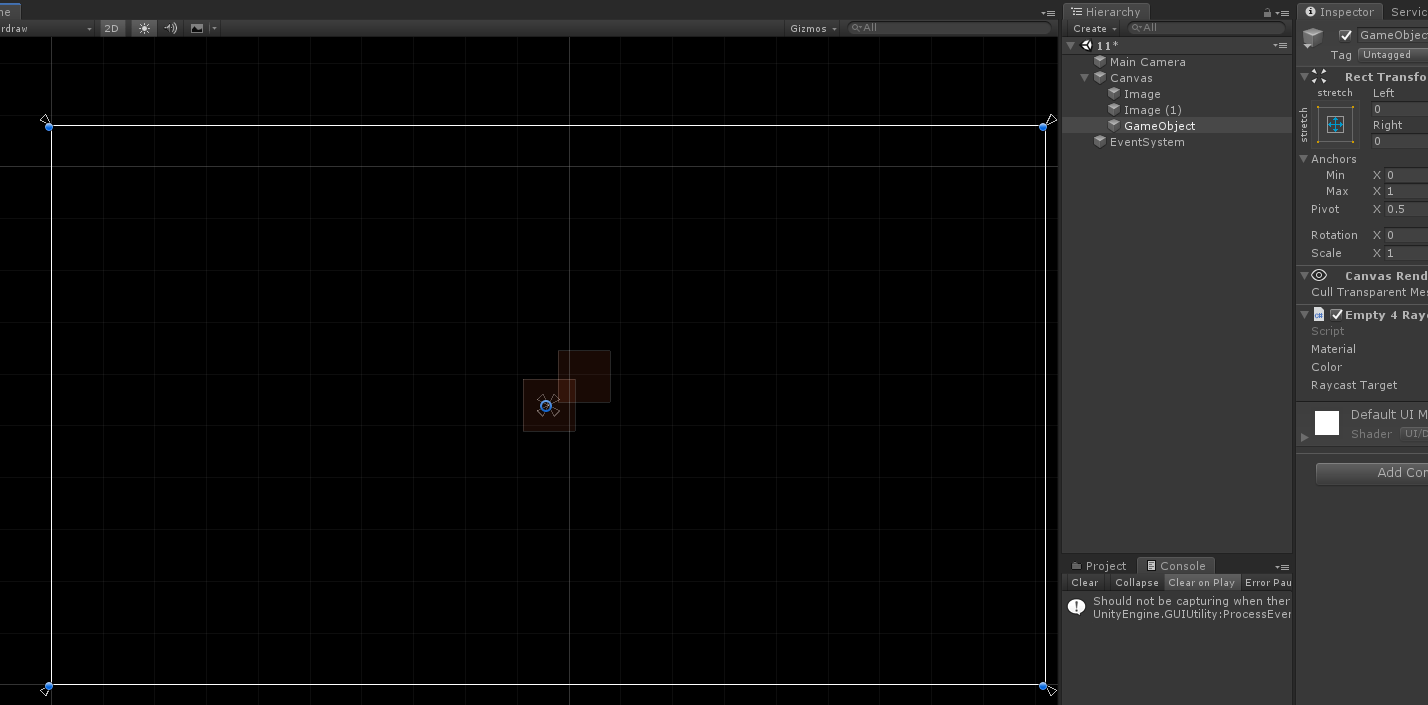 ne
rdraw
2D
Gizmos
All
Hierarchy
Create
All
11*
Main Camera
Canvas
Image
Image (1)
GameObject
EventSystem
Project
Console
Clear
Collapse
Clear on Play
Error Pau
Should not be capturing when ther
UnityEngine.GUIUtility:ProcessEver
Inspector
Servic
GameObjec
Tag
Untagged
Rect Transfo
stretch
Left
stretch
0
Right
0
Anchors
Min X 0
Max X 1
Pivot X 0.5
Rotation X 0
Scale X 1
Canvas Rend
Cull Transparent Me
Empty 4 Rayc
Script
Material
Color
Raycast Target
Default UI M
Shader UI/D
Add Con